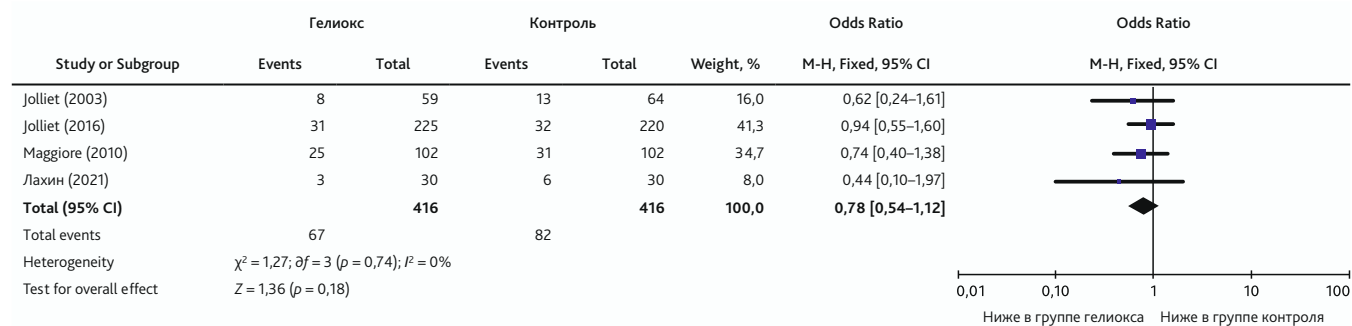 Гелиокс Контроль Odds Ratio Odds Ratio
Study or Subgroup Events Total Events Total Weight, % M-H, Fixed, 95% CI M-H, Fixed, 95% CI
Jolliet (2003) 8 59 13 64 16,0 0,62 [0,24–1,61]
Jolliet (2016) 31 225 32 220 41,3 0,94 [0,55–1,60]
Maggiore (2010) 25 102 31 102 34,7 0,74 [0,40–1,38]
Лахин (2021) 3 30 6 30 8,0 0,44 [0,10–1,97]
Total (95% CI) 416 416 100,0 0,78 [0,54–1,12]
Total events 67 82
Heterogeneity χ² = 1,27; ∂f = 3 (p = 0,74); I² = 0%
Test for overall effect Z = 1,36 (p = 0,18)
0,01 0,10 1 10 100
Ниже в группе гелиокса Ниже в группе контроля